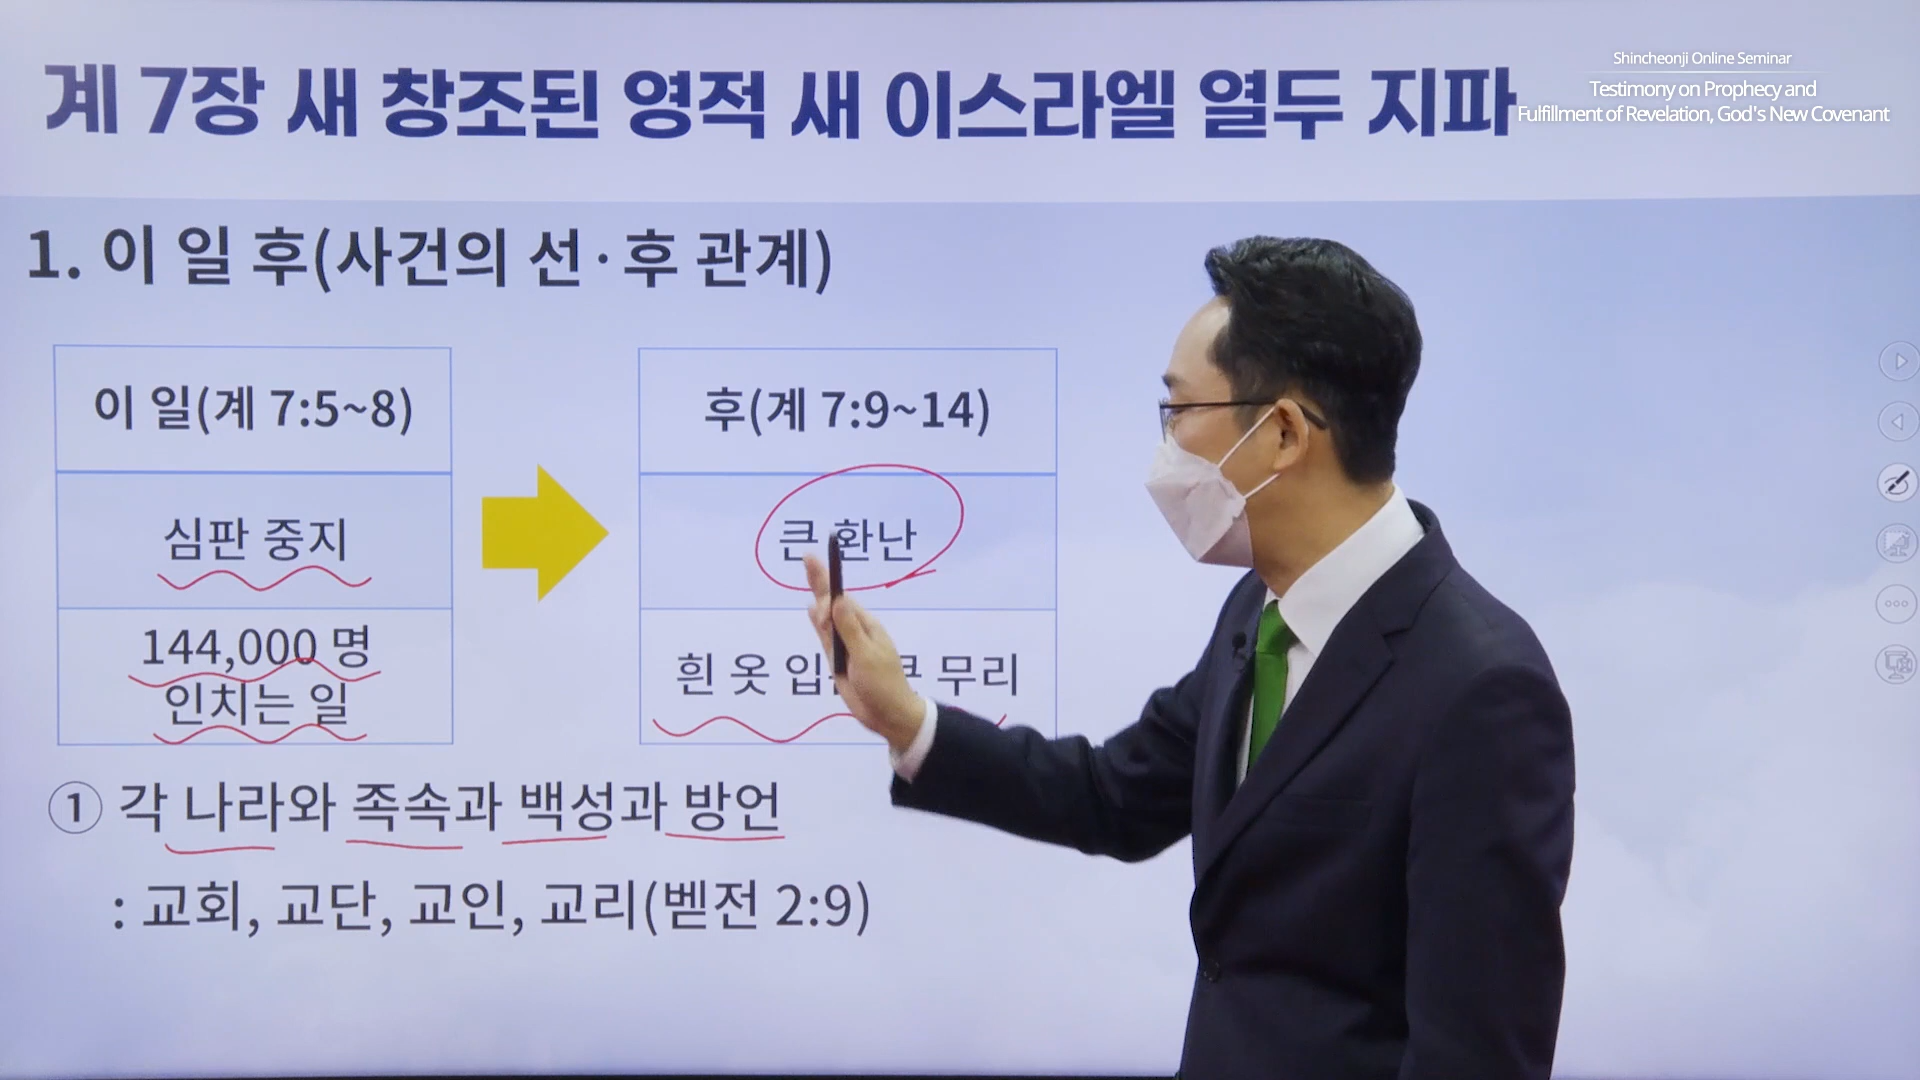 계 7장 새 창조된 영적 새 이스라엘 열두 지파
Shincheonji Online Seminar
Testimony on Prophecy and
Fulfillment of Revelation, God's New Covenant
1. 이 일 후(사건의 선·후 관계)
이 일(계 7:5~8)
심판 중지
144,000 명
인치는 일
후(계 7:9~14)
큰 환난
흰 옷 무리
① 각 나라와 족속과 백성과 방언
: 교회, 교단, 교인, 교리(벧전 2:9)